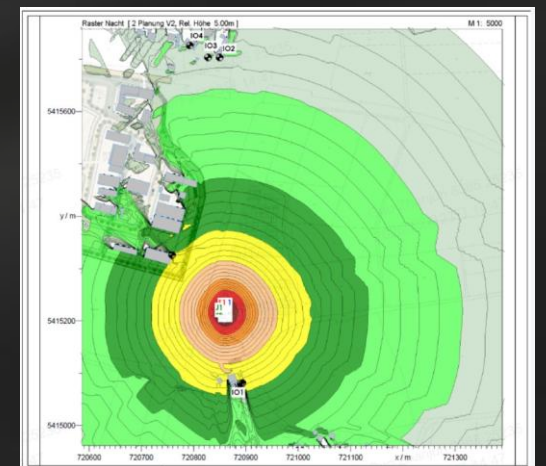 Raster Nacht [ 2 Planung V2, Rel. Höhe 5.00m ]
M 1: 5000
IO4
IO3
IO2
5415600
y / m
5415200
IO1
5415000
720600
720700
720800
720900
721000
721100
x / m
721300